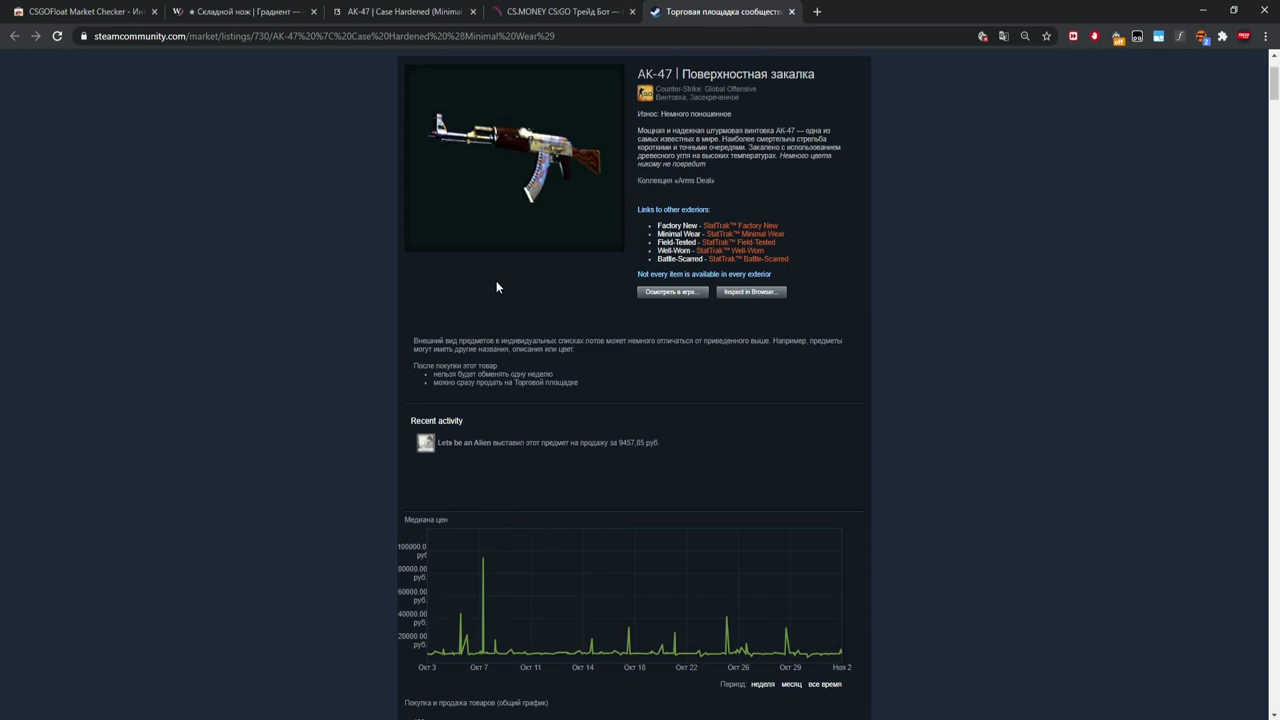 CSGOFloat Market Checker - Ин
★ Складной нож | Градиент —
AK-47 | Case Hardened (Minimal
CS.MONEY CS:GO Трейд Бот -
Торговая площадка сообществ
steamcommunity.com/market/listings/730/AK-47%20%7C%20Case%20Hardened%20%28Minimal%20Wear%29
AK-47 | Поверхностная закалка
Counter-Strike: Global Offensive
Винтовка, Засекреченное
Износ: Немного поношенное
Мощная и надежная штурмовая винтовка AK-47 — одна из
самых известных в мире. Наиболее смертельна стрельба
короткими и точными очередями. Закалено с использованием
древесного угля на высоких температурах. Немного цвета
никому не повредит
Коллекция «Arms Deal»
Links to other exteriors:
Factory New - StatTrak™ Factory New
Minimal Wear - StatTrak™ Minimal Wear
Field-Tested - StatTrak™ Field-Tested
Well-Worn - StatTrak™ Well-Worn
Battle-Scarred - StatTrak™ Battle-Scarred
Not every item is available in every exterior
Осмотреть в игре...
Inspect in Browser...
Внешний вид предметов в индивидуальных списках лотов может немного отличаться от приведенного выше. Например, предметы
могут иметь другие названия, описания или цвет.
После покупки этот товар
нельзя будет обменять одну неделю
можно сразу продать на Торговой площадке
Recent activity
Lets be an Alien выставил этот предмет на продажу за 9457,85 руб.
Медиана цен
100000.0
руб
80000.00
руб.
60000.00
руб.
40000.00
руб.
20000.00
руб.
Окт 3 Окт 7 Окт 11 Окт 14 Окт 18 Окт 22 Окт 26 Окт 29 Ноя 2
Период: неделя месяц все время
Покупка и продажа товаров (общий график)